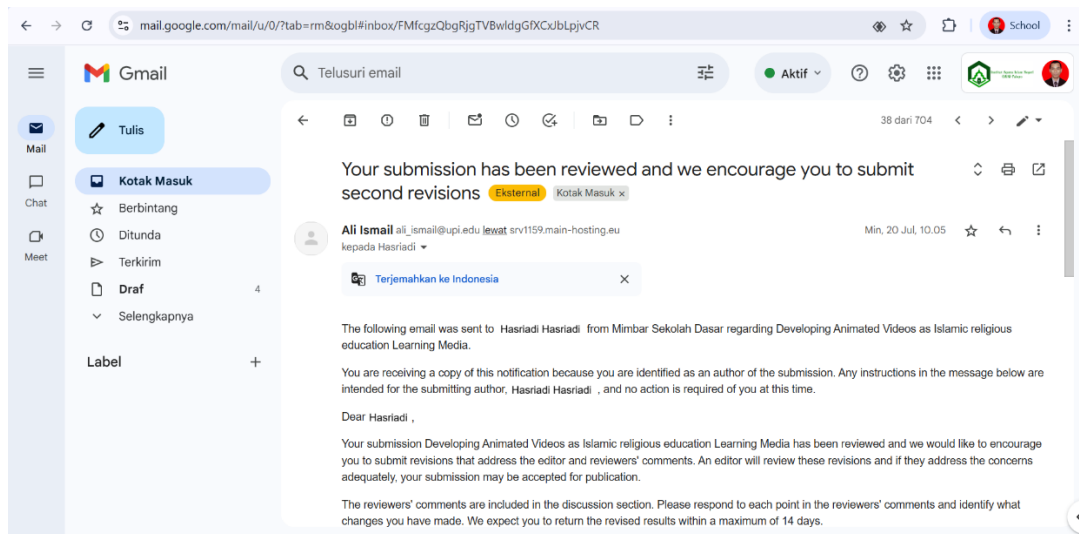 mail.google.com/mail/u/0/?tab=rm&ogbl#inbox/FMfcgzQbgRjgTVBwldgGfXCxJbLpjvCR
School
Gmail
Telusuri email
Aktif
Tulis
38 dari 704
Mail
Kotak Masuk
Chat
Berbintang
Ditunda
Meet
Terkirim
Draf 4
Selengkapnya
Label
Your submission has been reviewed and we encourage you to submit
second revisions Eksternal Kotak Masuk ×
Ali Ismail ali_ismail@upi.edu lewat srv1159.main-hosting.eu
Min, 20 Jul, 10.05
kepada Hasriadi
Terjemahkan ke Indonesia
The following email was sent to Hasriadi Hasriadi from Mimbar Sekolah Dasar regarding Developing Animated Videos as Islamic religious
education Learning Media.
You are receiving a copy of this notification because you are identified as an author of the submission. Any instructions in the message below are
intended for the submitting author, Hasriadi Hasriadi , and no action is required of you at this time.
Dear Hasriadi ,
Your submission Developing Animated Videos as Islamic religious education Learning Media has been reviewed and we would like to encourage
you to submit revisions that address the editor and reviewers' comments. An editor will review these revisions and if they address the concerns
adequately, your submission may be accepted for publication.
The reviewers' comments are included in the discussion section. Please respond to each point in the reviewers' comments and identify what
changes you have made. We expect you to return the revised results within a maximum of 14 days.